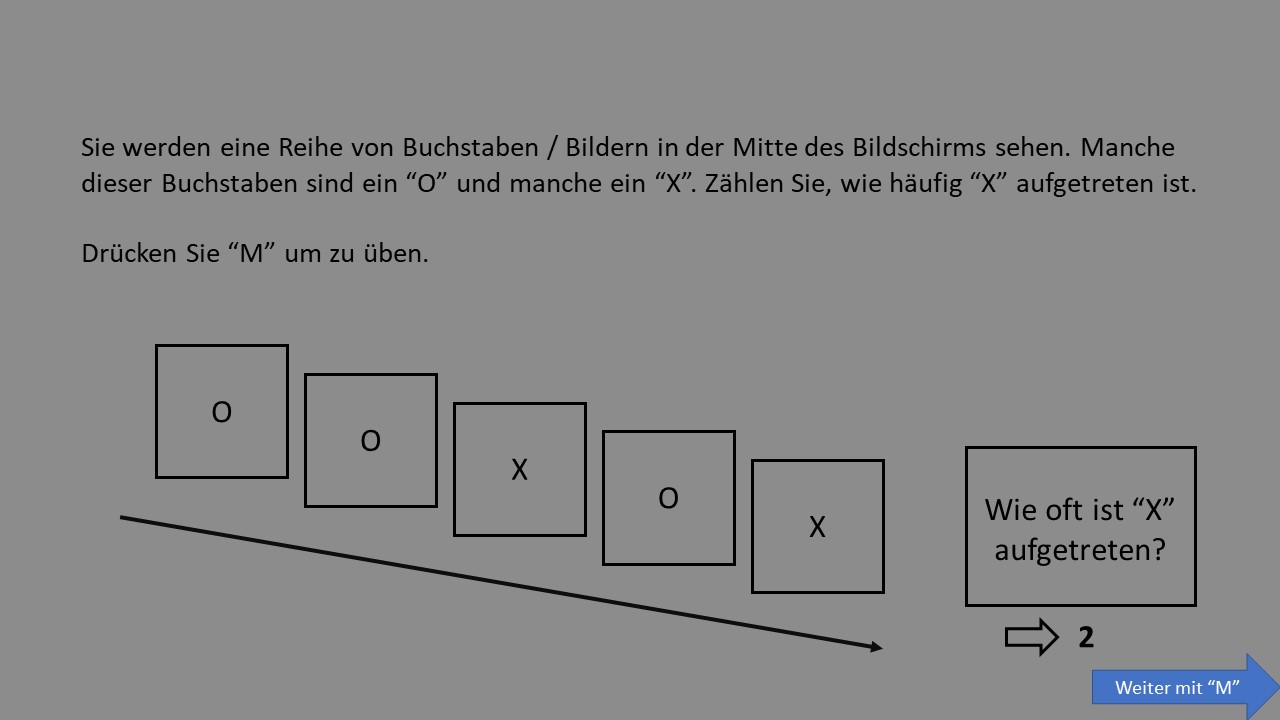 Sie werden eine Reihe von Buchstaben / Bildern in der Mitte des Bildschirms sehen. Manche
dieser Buchstaben sind ein “O” und manche ein “X”. Zählen Sie, wie häufig “X” aufgetreten ist.
Drücken Sie “M” um zu üben.
O
O
X
O
X
Wie oft ist “X”
aufgetreten?
2
Weiter mit “M”